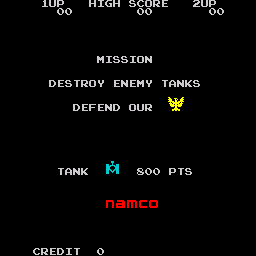 1UP HIGH SCORE 2UP
00 00 00
MISSION
DESTROY ENEMY TANKS
DEFEND OUR
TANK 800 PTS
namco
CREDIT 0